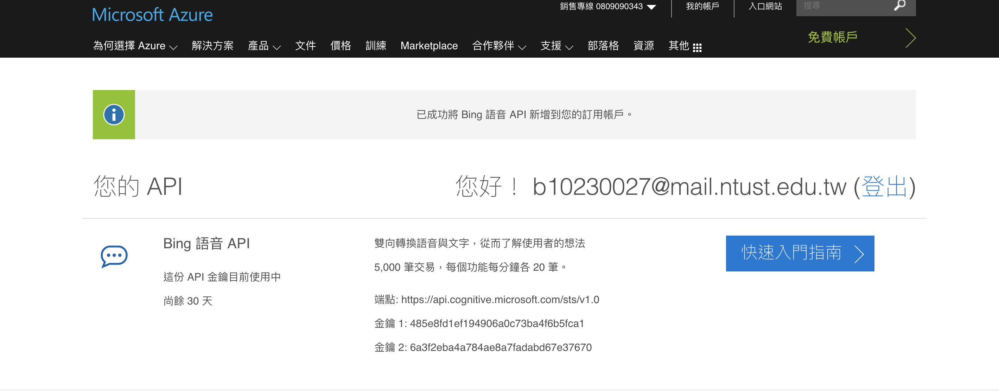 Microsoft Azure
銷售專線 0809090343
我的帳戶
入口網站
搜尋
免費帳戶
為何選擇 Azure
解決方案
產品
文件
價格
訓練
Marketplace
合作夥伴
支援
部落格
資源
其他
已成功將 Bing 語音 API 新增到您的訂用帳戶。
您的 API
您好！ b10230027@mail.ntust.edu.tw (登出)
Bing 語音 API
這份 API 金鑰目前使用中
尚餘 30 天
雙向轉換語音與文字，從而了解使用者的想法
5,000 筆交易，每個功能每分鐘各 20 筆。
端點: https://api.cognitive.microsoft.com/sts/v1.0
金鑰 1: 485e8fd1ef194906a0c73ba4f6b5fca1
金鑰 2: 6a3f2eba4a784ae8a7fadabd67e37670
快速入門指南